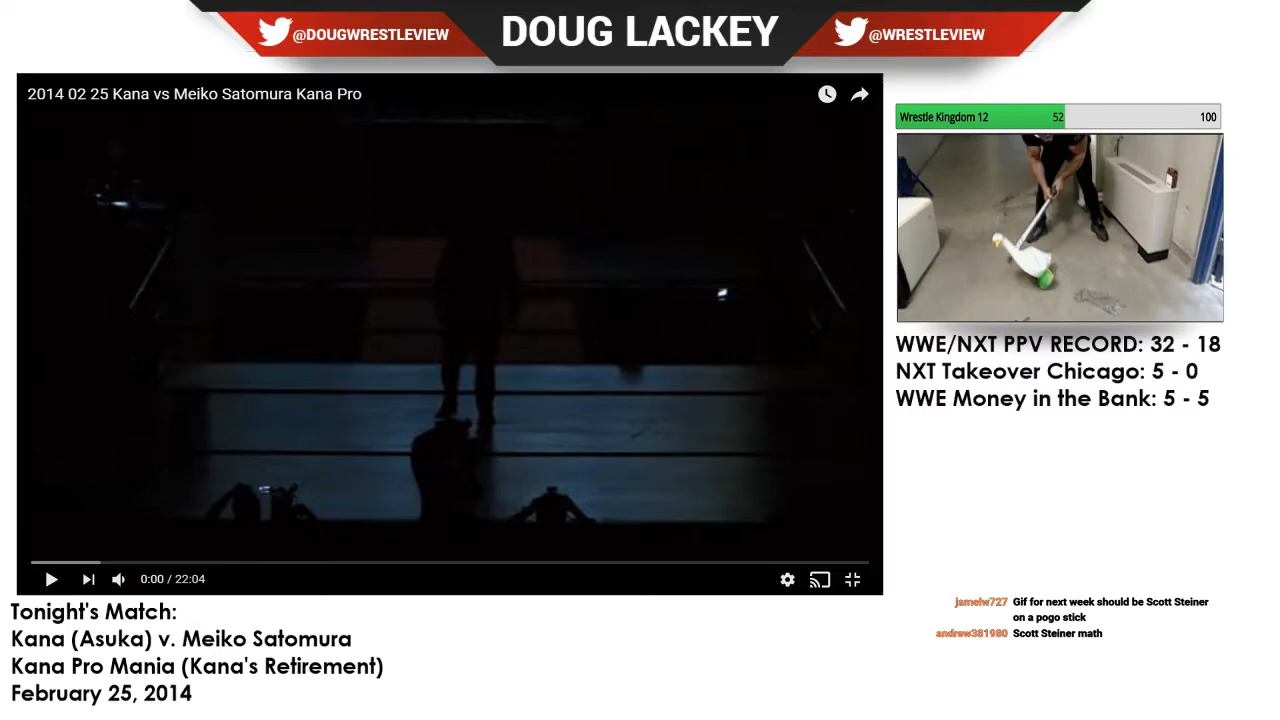 @DOUGWRESTLEVIEW
DOUG LACKEY
@WRESTLEVIEW
2014 02 25 Kana vs Meiko Satomura Kana Pro
Wrestle Kingdom 12 52 100
WWE/NXT PPV RECORD: 32 - 18
NXT Takeover Chicago: 5 - 0
WWE Money in the Bank: 5 - 5
0:00 / 22:04
Tonight's Match:
Kana (Asuka) v. Meiko Satomura
Kana Pro Mania (Kana's Retirement)
February 25, 2014
jamelw727 Gif for next week should be Scott Steiner
on a pogo stick
andrew381980 Scott Steiner math